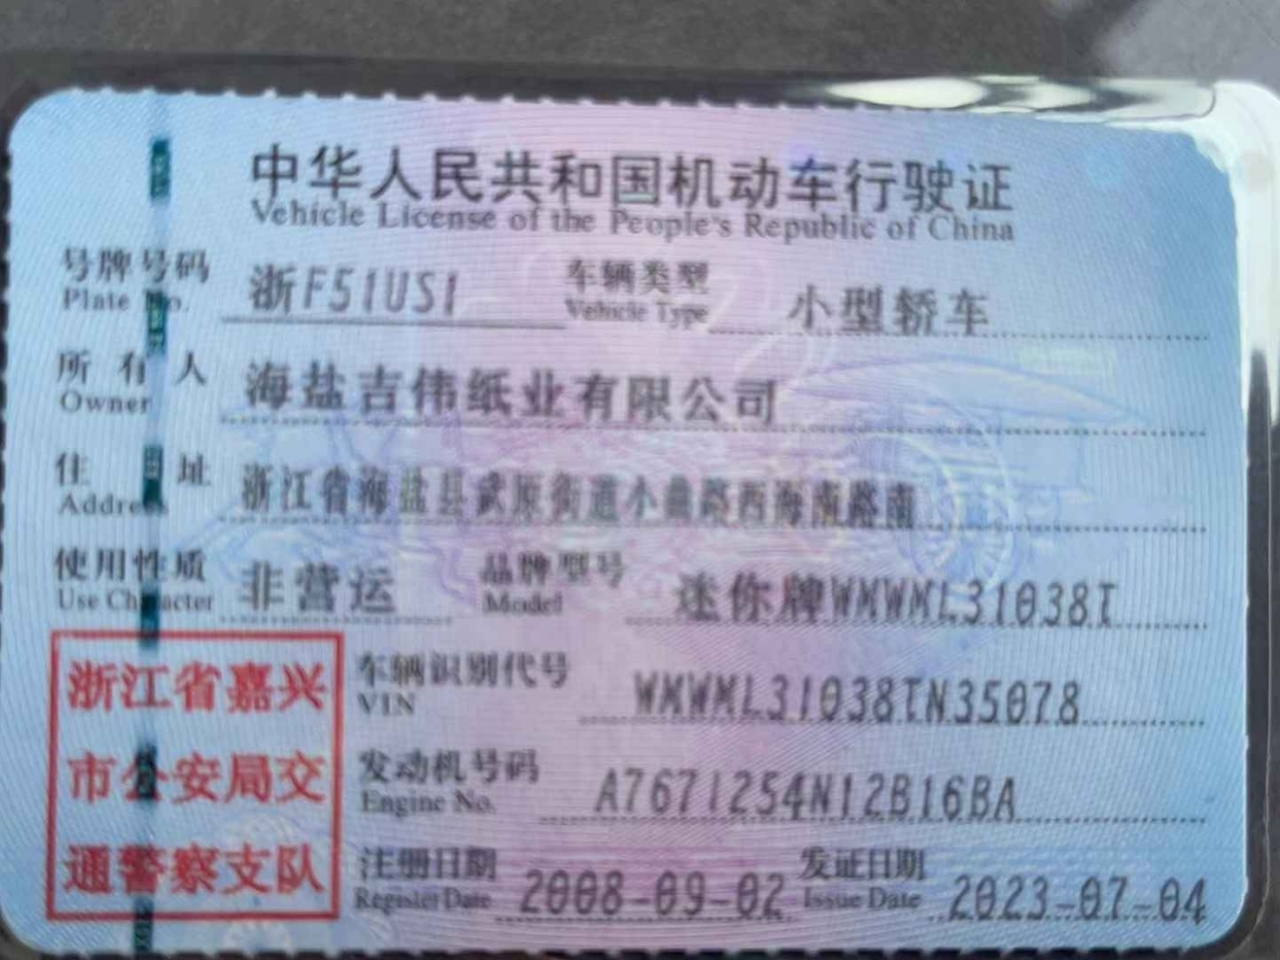 中华人民共和国机动车行驶证
Vehicle License of the People's Republic of China
号牌号码 浙F51US1 车辆类型 小型轿车
Plate No. Vehicle Type
所有人 海盐吉伟纸业有限公司
Owner
住址 浙江省海盐县武原街道小曲路西海南路南
Address
使用性质 非营运 品牌型号 迷你牌WMWML31038T
Use Character Model
车辆识别代号 WMWML31038TN35078
VIN
发动机号码 A7671254N12B16BA
Engine No.
注册日期 2008-09-02 发证日期 2023-07-04
Register Date Issue Date
浙江省嘉兴
市公安局交
通警察支队